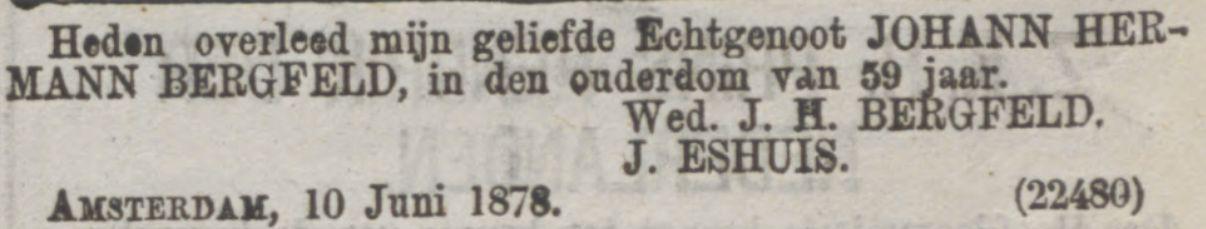 Heden overleed mijn geliefde Echtgenoot JOHANN HER-
MANN BERGFELD, in den ouderdom van 59 jaar.
Wed. J. H. BERGFELD.
J. ESHUIS.
AMSTERDAM, 10 Juni 1878. (22480)